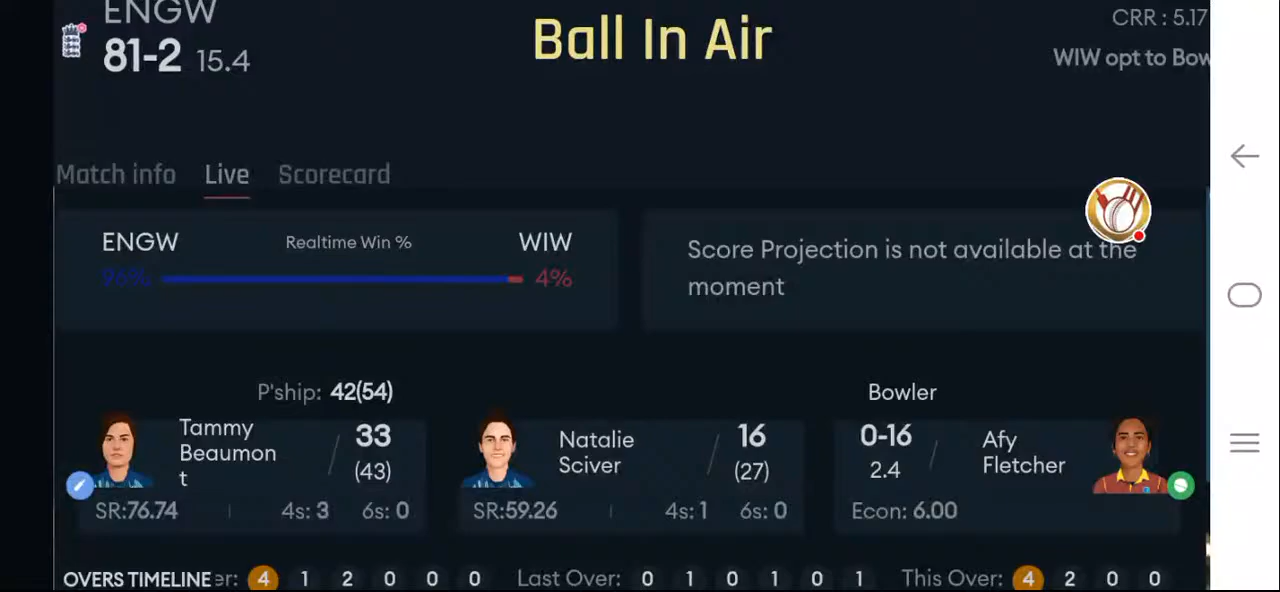 ENGW
81-2 15.4
Ball In Air
CRR : 5.17
WIW opt to Bow
Match info Live Scorecard
ENGW Realtime Win % WIW
96% 4%
Score Projection is not available at the
moment
P'ship: 42(54)
Bowler
Tammy
Beaumon
t
33
(43)
SR:76.74 4s: 3 6s: 0
Natalie
Sciver
16
(27)
SR:59.26 4s: 1 6s: 0
0-16
2.4
Afy
Fletcher
Econ: 6.00
OVERS TIMELINE er: 4 1 2 0 0 0 Last Over: 0 1 0 1 0 1 This Over: 4 2 0 0